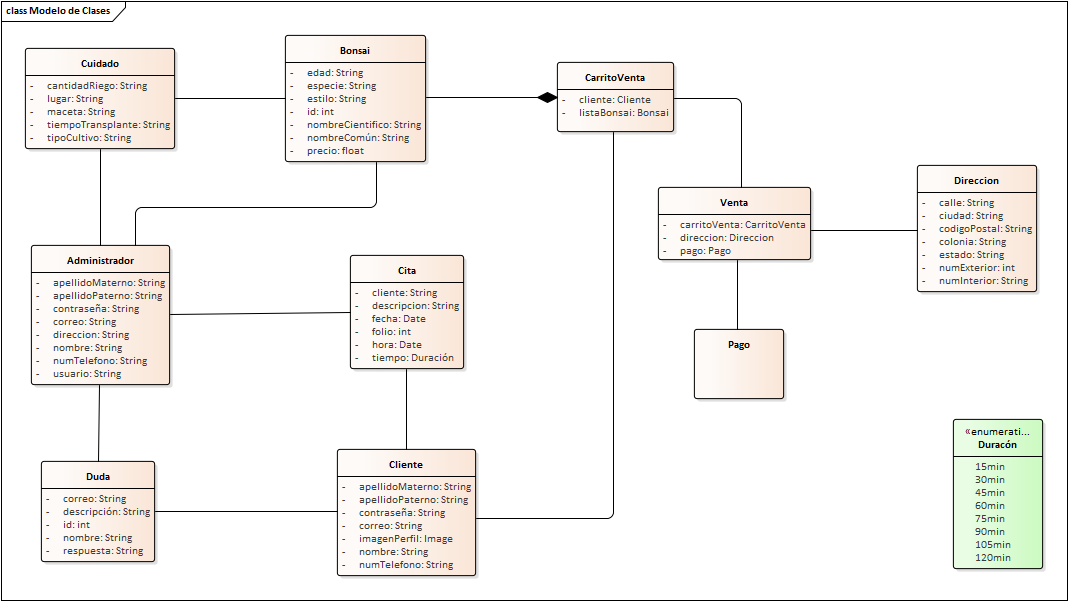 class Modelo de Clases
Cuidado
- cantidadRiego: String
- lugar: String
- maceta: String
- tiempoTransplante: String
- tipoCultivo: String
Bonsai
- edad: String
- especie: String
- estilo: String
- id: int
- nombreCientifico: String
- nombreComún: String
- precio: float
CarritoVenta
- cliente: Cliente
- listaBonsai: Bonsai
Venta
- carritoVenta: CarritoVenta
- direccion: Direccion
- pago: Pago
Direccion
- calle: String
- ciudad: String
- codigoPostal: String
- colonia: String
- estado: String
- numExterior: int
- numInterior: String
Administrador
- apellidoMaterno: String
- apellidoPaterno: String
- contraseña: String
- correo: String
- direccion: String
- nombre: String
- numTelefono: String
- usuario: String
Cita
- cliente: String
- descripcion: String
- fecha: Date
- folio: int
- hora: Date
- tiempo: Duración
Pago
Duda
- correo: String
- descripción: String
- id: int
- nombre: String
- respuesta: String
Cliente
- apellidoMaterno: String
- apellidoPaterno: String
- contraseña: String
- correo: String
- imagenPerfil: Image
- nombre: String
- numTelefono: String
«enumerati...
Duracón
15min
30min
45min
60min
75min
90min
105min
120min